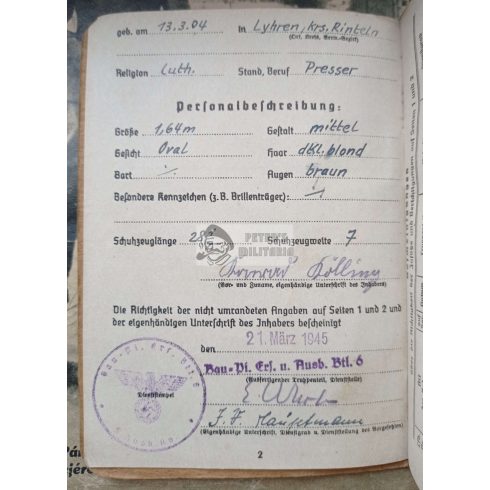 geb. am 13.3.04 in Lyhren, krs. Rinteln
(Ort, Kreis, Verw.-Bezirk)
Religion Luth. Stand, Beruf Presser
Personalbeschreibung:
Größe 1,64m Gestalt mittel
Gesicht Oval Haar dkl. blond
Bart ./. Augen braun
Besondere Kennzeichen (z. B. Brillenträger): ./.
PETER'S
MILITARIA
Schuhzeuglänge 28 Schuhzeugweite 7
Kölling
(Vor- und Zuname, eigenhändige Unterschrift des Inhabers)
Die Richtigkeit der nicht umrandeten Angaben auf Seiten 1 und 2 und
der eigenhändigen Unterschrift des Inhabers bescheinigt
den 21. März 1945
Bau-Pi. Ers. u. Ausb. Btl. 6
(Ausfertigender Truppenteil, Dienststelle)
Dienststempel
Hauptmann
(Eigenhändige Unterschrift, Dienstgrad u. Dienststellung des Vorgesetzten)
2